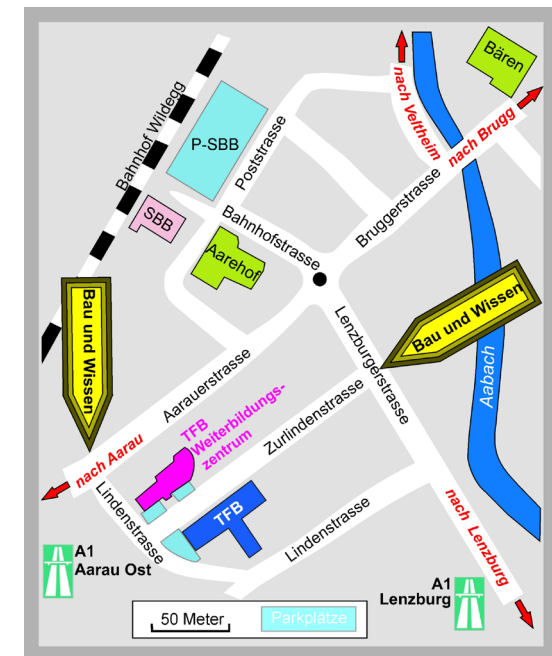 Bären
nach Veltheim
nach Brugg
Bahnhof Wildegg
P-SBB
Poststrasse
SBB
Bahnhofstrasse
Bruggerstrasse
Aarehof
Bau und Wissen
Bau und Wissen
Aabach
Lenzburgerstrasse
Aarauerstrasse
Zurlindenstrasse
TFB
Weiterbildungs-
zentrum
nach Aarau
Lindenstrasse
TFB
Lindenstrasse
nach Lenzburg
A1
Aarau Ost
A1
Lenzburg
50 Meter
Parkplätze